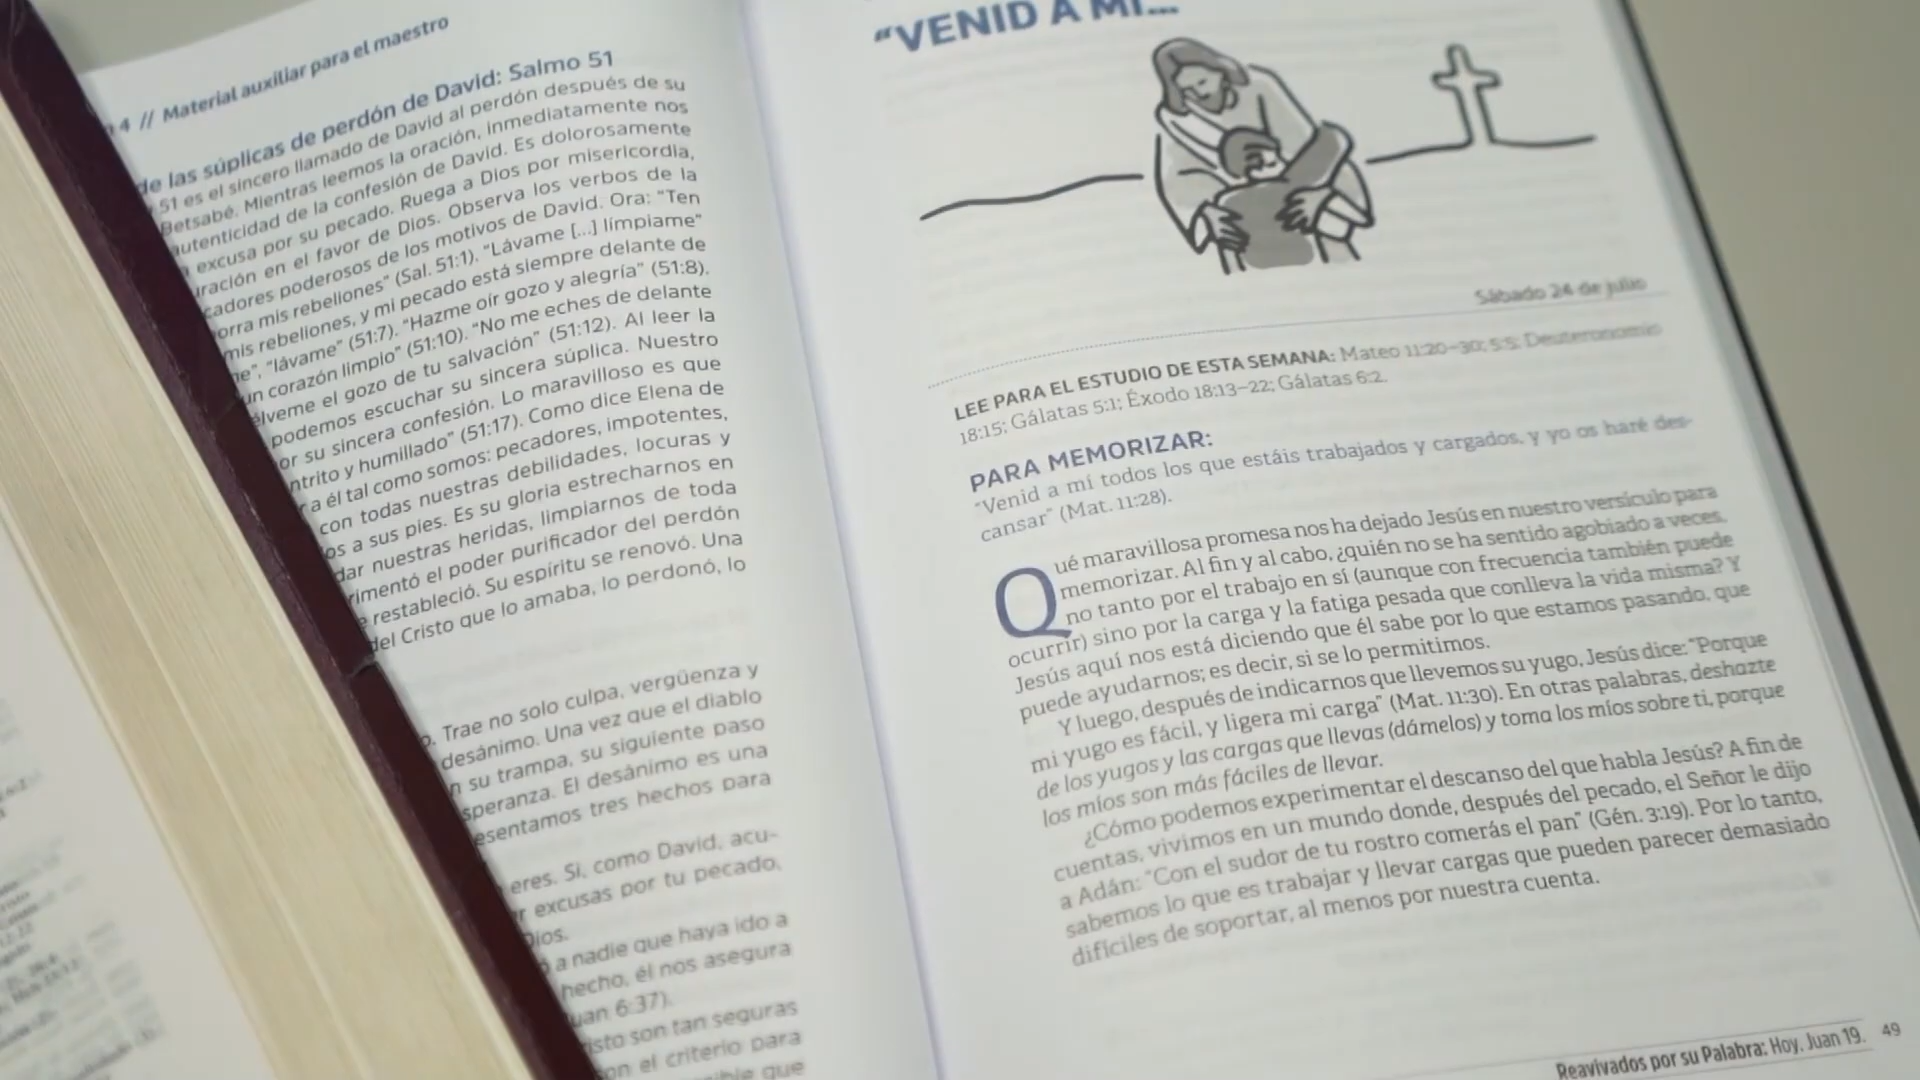 4 // Material auxiliar para el maestro
de las súplicas de perdón de David: Salmo 51
51 es el sincero llamado de David al perdón después de su
Betsabé. Mientras leemos la oración, inmediatamente nos
autenticidad de la confesión de David. Es dolorosamente
excusa por su pecado. Ruega a Dios por misericordia,
uración en el favor de Dios. Observa los verbos de la
cadores poderosos de los motivos de David. Ora: “Ten
orra mis rebeliones” (Sal. 51:1). “Lávame [...] límpiame”
mis rebeliones, y mi pecado está siempre delante de
me”, “lávame” (51:7). “Hazme oír gozo y alegría” (51:8).
un corazón limpio” (51:10). “No me eches de delante
élveme el gozo de tu salvación” (51:12). Al leer la
podemos escuchar su sincera súplica. Nuestro
or su sincera confesión. Lo maravilloso es que
ntrito y humillado” (51:17). Como dice Elena de
r a él tal como somos: pecadores, impotentes,
con todas nuestras debilidades, locuras y
os a sus pies. Es su gloria estrecharnos en
dar nuestras heridas, limpiarnos de toda
rimentó el poder purificador del perdón
e restableció. Su espíritu se renovó. Una
del Cristo que lo amaba, lo perdonó, lo
o. Trae no solo culpa, vergüenza y
desánimo. Una vez que el diablo
n su trampa, su siguiente paso
speranza. El desánimo es una
esentamos tres hechos para
eres. Si, como David, acu-
r excusas por tu pecado,
Dios.
ó a nadie que haya ido a
hecho, él nos asegura
uan 6:37).
isto son tan seguras
on el criterio para
sible que
“VENID A MÍ...
Sábado 24 de julio
LEE PARA EL ESTUDIO DE ESTA SEMANA: Mateo 11:20-30; 5:5; Deuteronomio
18:15; Gálatas 5:1; Éxodo 18:13-22; Gálatas 6:2.
PARA MEMORIZAR:
“Venid a mí todos los que estáis trabajados y cargados, y yo os haré des-
cansar” (Mat. 11:28).
Qué maravillosa promesa nos ha dejado Jesús en nuestro versículo para
memorizar. Al fin y al cabo, ¿quién no se ha sentido agobiado a veces,
no tanto por el trabajo en sí (aunque con frecuencia también puede
ocurrir) sino por la carga y la fatiga pesada que conlleva la vida misma? Y
Jesús aquí nos está diciendo que él sabe por lo que estamos pasando, que
puede ayudarnos; es decir, si se lo permitimos.
Y luego, después de indicarnos que llevemos su yugo, Jesús dice: “Porque
mi yugo es fácil, y ligera mi carga” (Mat. 11:30). En otras palabras, deshazte
de los yugos y las cargas que llevas (dámelos) y toma los míos sobre ti, porque
los míos son más fáciles de llevar.
¿Cómo podemos experimentar el descanso del que habla Jesús? A fin de
cuentas, vivimos en un mundo donde, después del pecado, el Señor le dijo
a Adán: “Con el sudor de tu rostro comerás el pan” (Gén. 3:19). Por lo tanto,
sabemos lo que es trabajar y llevar cargas que pueden parecer demasiado
difíciles de soportar, al menos por nuestra cuenta.
Reavivados por su Palabra: Hoy, Juan 19. 49